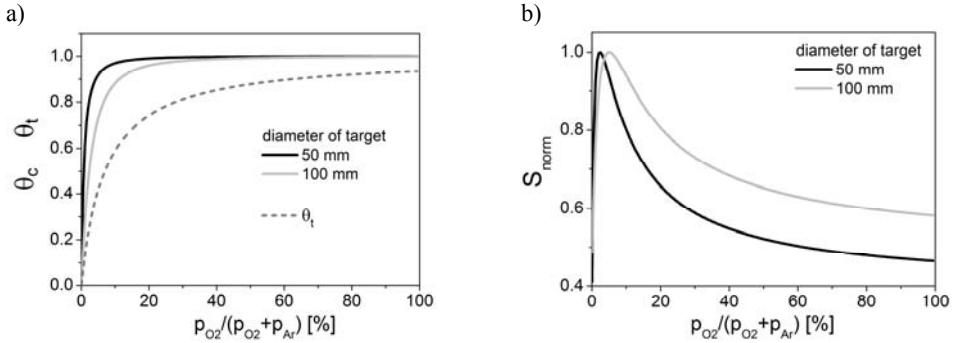 a)
θc θt
1.0
0.8
0.6
0.4
0.2
0.0
0 20 40 60 80 100
pO2/(pO2+pAr) [%]
diameter of target
50 mm
100 mm
θt
b)
Snorm
1.0
0.8
0.6
0.4
0 20 40 60 80 100
pO2/(pO2+pAr) [%]
diameter of target
50 mm
100 mm